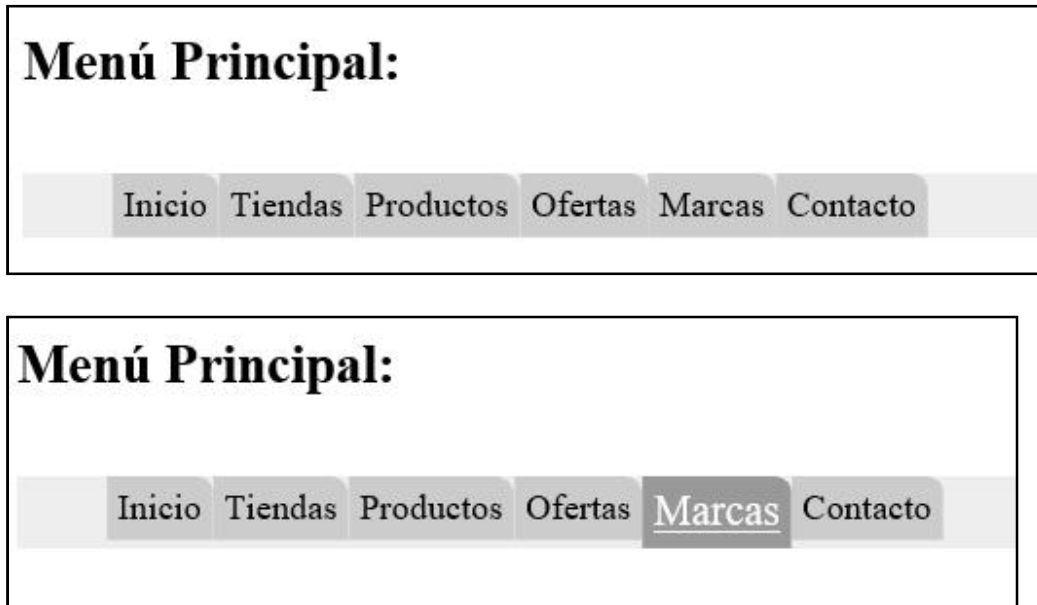 Menú Principal:
Inicio Tiendas Productos Ofertas Marcas Contacto
Menú Principal:
Inicio Tiendas Productos Ofertas Marcas Contacto